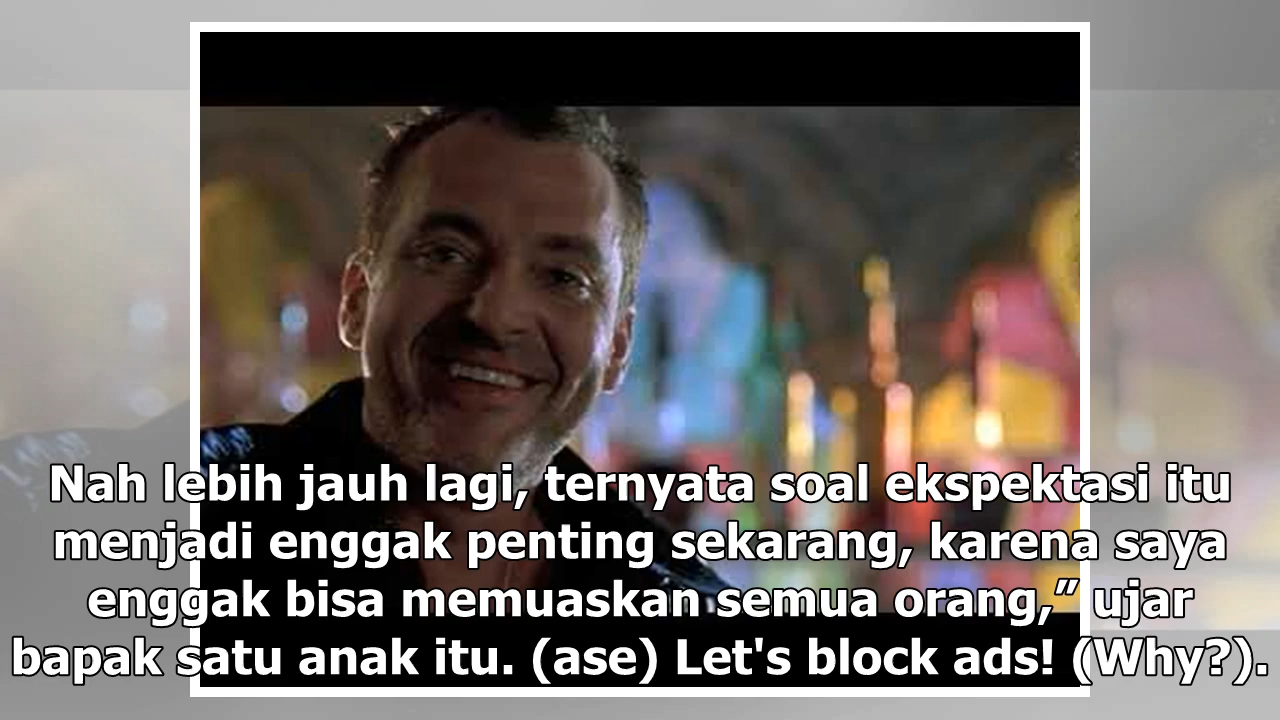 Nah lebih jauh lagi, ternyata soal ekspektasi itu
menjadi enggak penting sekarang, karena saya
enggak bisa memuaskan semua orang,” ujar
bapak satu anak itu. (ase) Let's block ads! (Why?).